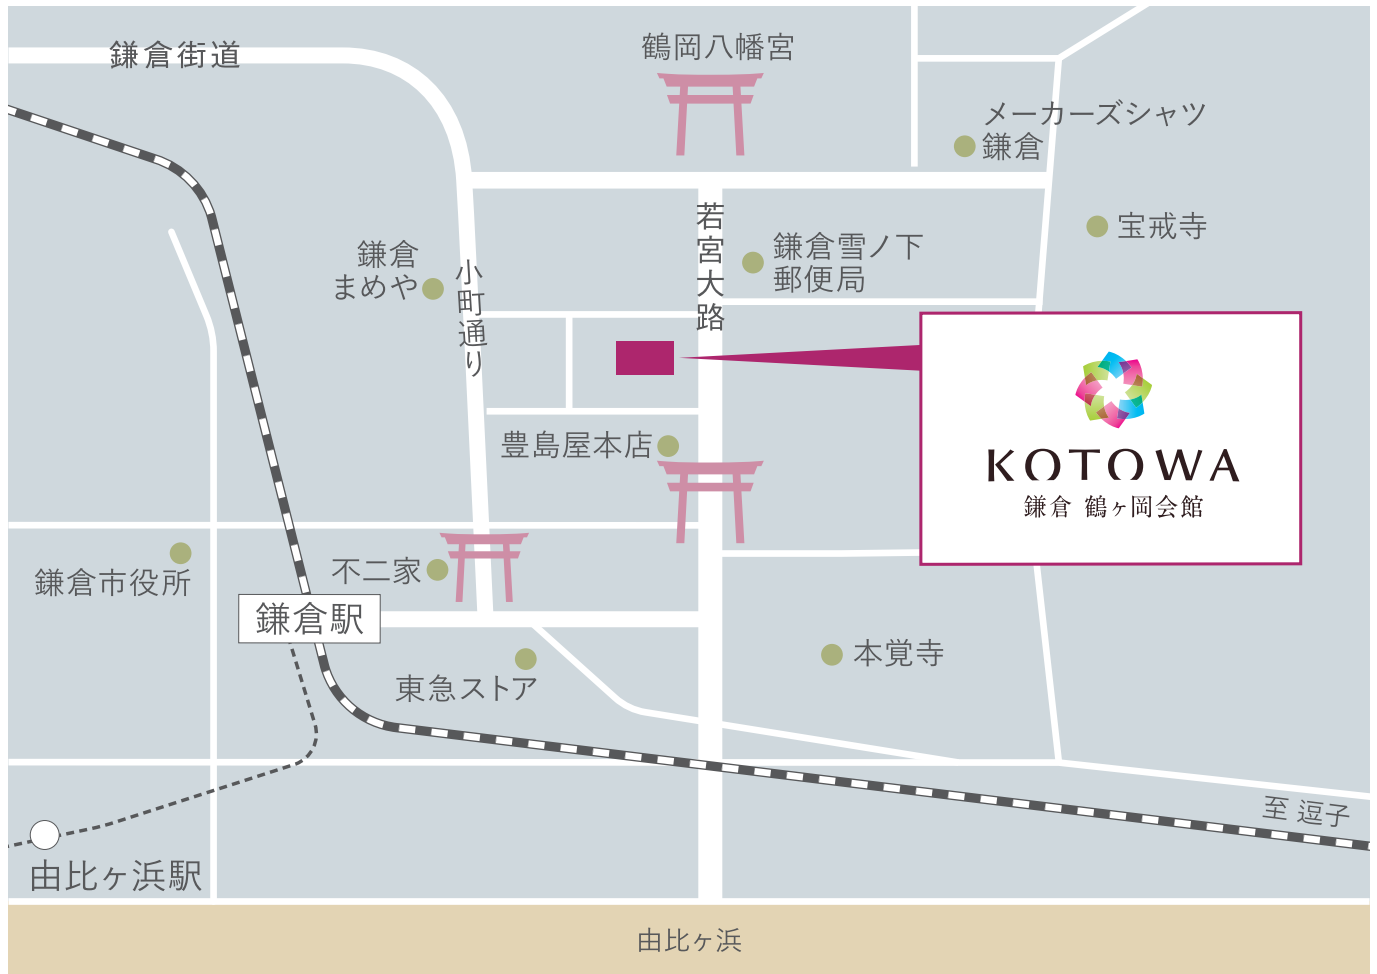 鎌倉街道
鶴岡八幡宮
メーカーズシャツ
鎌倉
宝戒寺
若宮大路
鎌倉雪ノ下
郵便局
鎌倉
まめや
小町通り
KOTOWA
鎌倉 鶴ヶ岡会館
豊島屋本店
不二家
鎌倉市役所
鎌倉駅
本覚寺
東急ストア
至 逗子
由比ヶ浜駅
由比ヶ浜